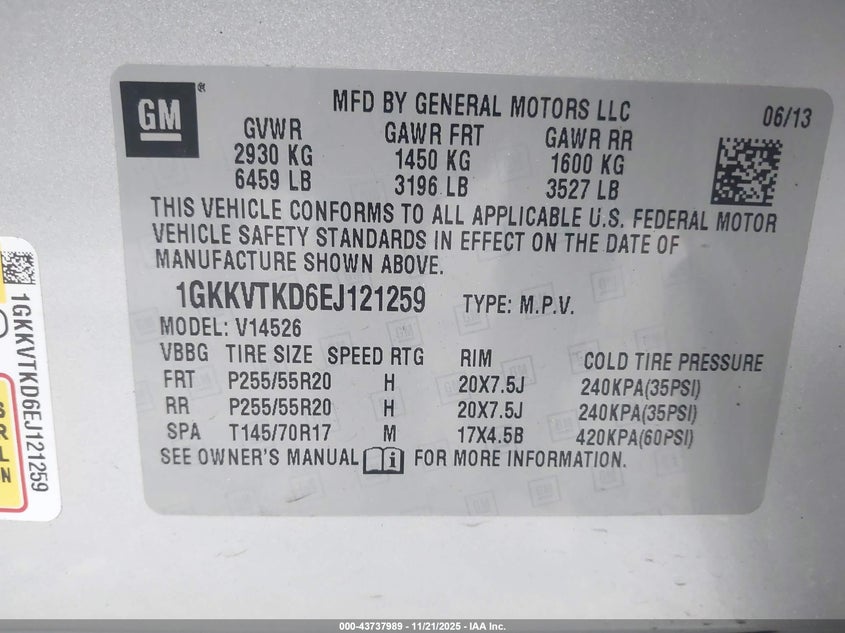 GM®
MFD BY GENERAL MOTORS LLC
06/13
GVWR GAWR FRT GAWR RR
2930 KG 1450 KG 1600 KG
6459 LB 3196 LB 3527 LB
THIS VEHICLE CONFORMS TO ALL APPLICABLE U.S. FEDERAL MOTOR
VEHICLE SAFETY STANDARDS IN EFFECT ON THE DATE OF
MANUFACTURE SHOWN ABOVE.
1GKKVTKD6EJ121259 TYPE: M.P.V.
MODEL: V14526
VBBG TIRE SIZE SPEED RTG RIM COLD TIRE PRESSURE
FRT P255/55R20 H 20X7.5J 240KPA(35PSI)
RR P255/55R20 H 20X7.5J 240KPA(35PSI)
SPA T145/70R17 M 17X4.5B 420KPA(60PSI)
SEE OWNER'S MANUAL i FOR MORE INFORMATION.
1GKKVTKD6EJ121259
000-43737989 - 11/21/2025 - IAA Inc.